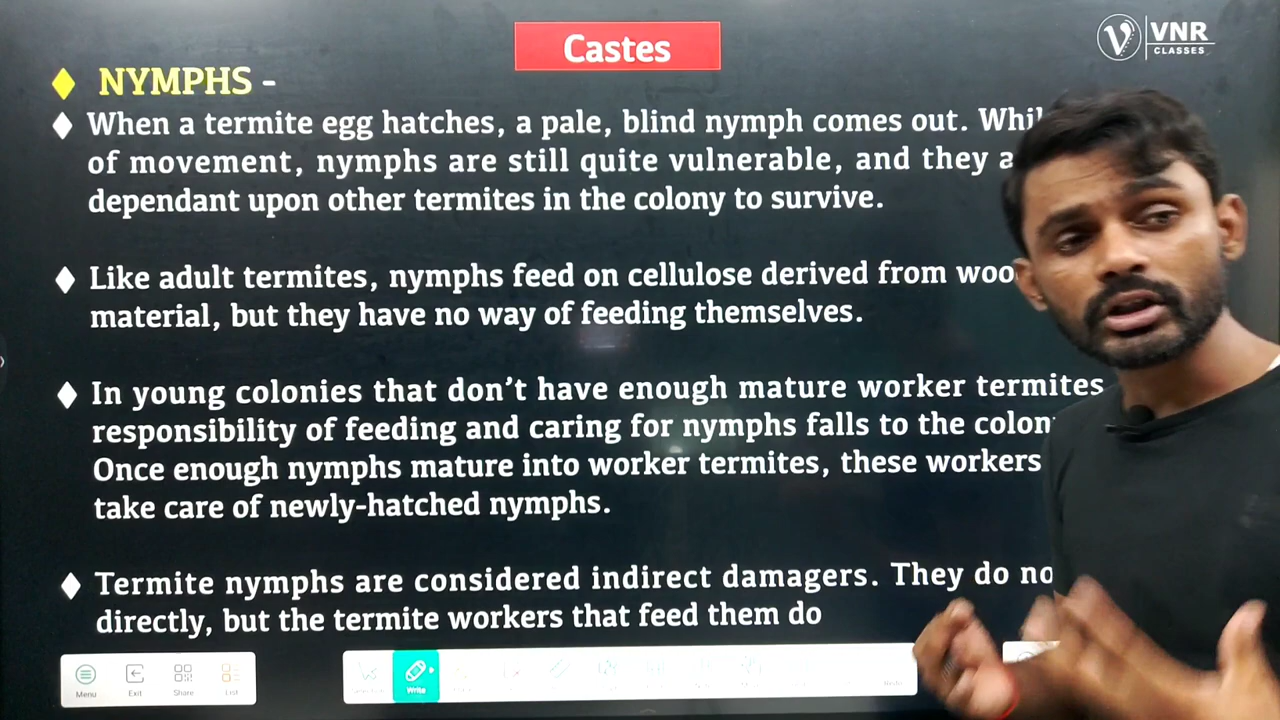 Castes
VNR
CLASSES
NYMPHS -
When a termite egg hatches, a pale, blind nymph comes out.
of movement, nymphs are still quite vulnerable, and they
dependant upon other termites in the colony to survive.
Like adult termites, nymphs feed on cellulose derived from
material, but they have no way of feeding themselves.
In young colonies that don't have enough mature worker termites
responsibility of feeding and caring for nymphs falls to the
Once enough nymphs mature into worker termites, these workers
take care of newly-hatched nymphs.
Termite nymphs are considered indirect damagers. They do
directly, but the termite workers that feed them do
Menu Exit Share List Write